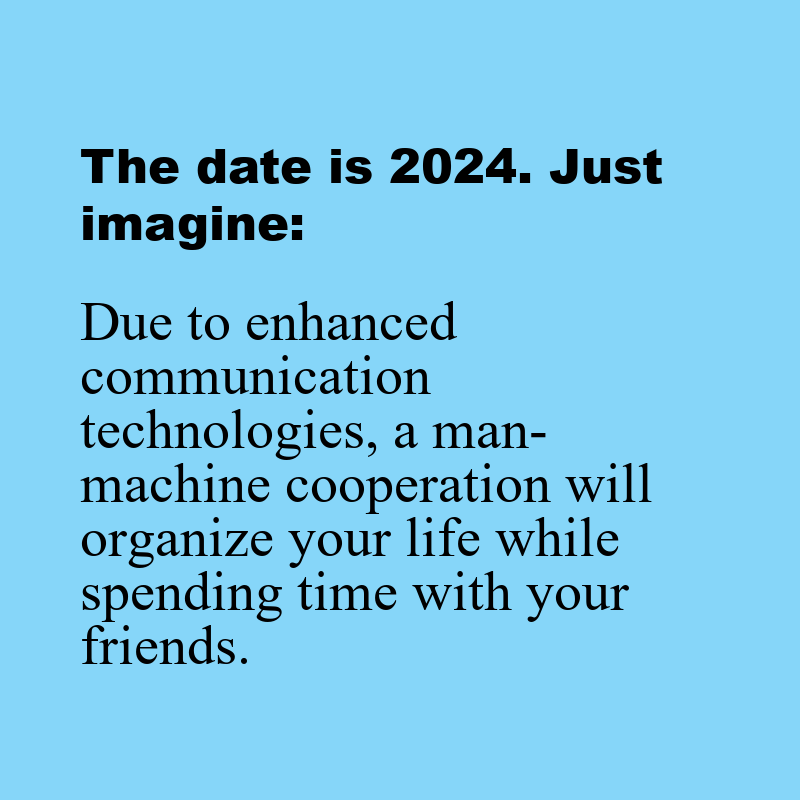 The date is 2024. Just
imagine:
Due to enhanced
communication
technologies, a man-
machine cooperation will
organize your life while
spending time with your
friends.